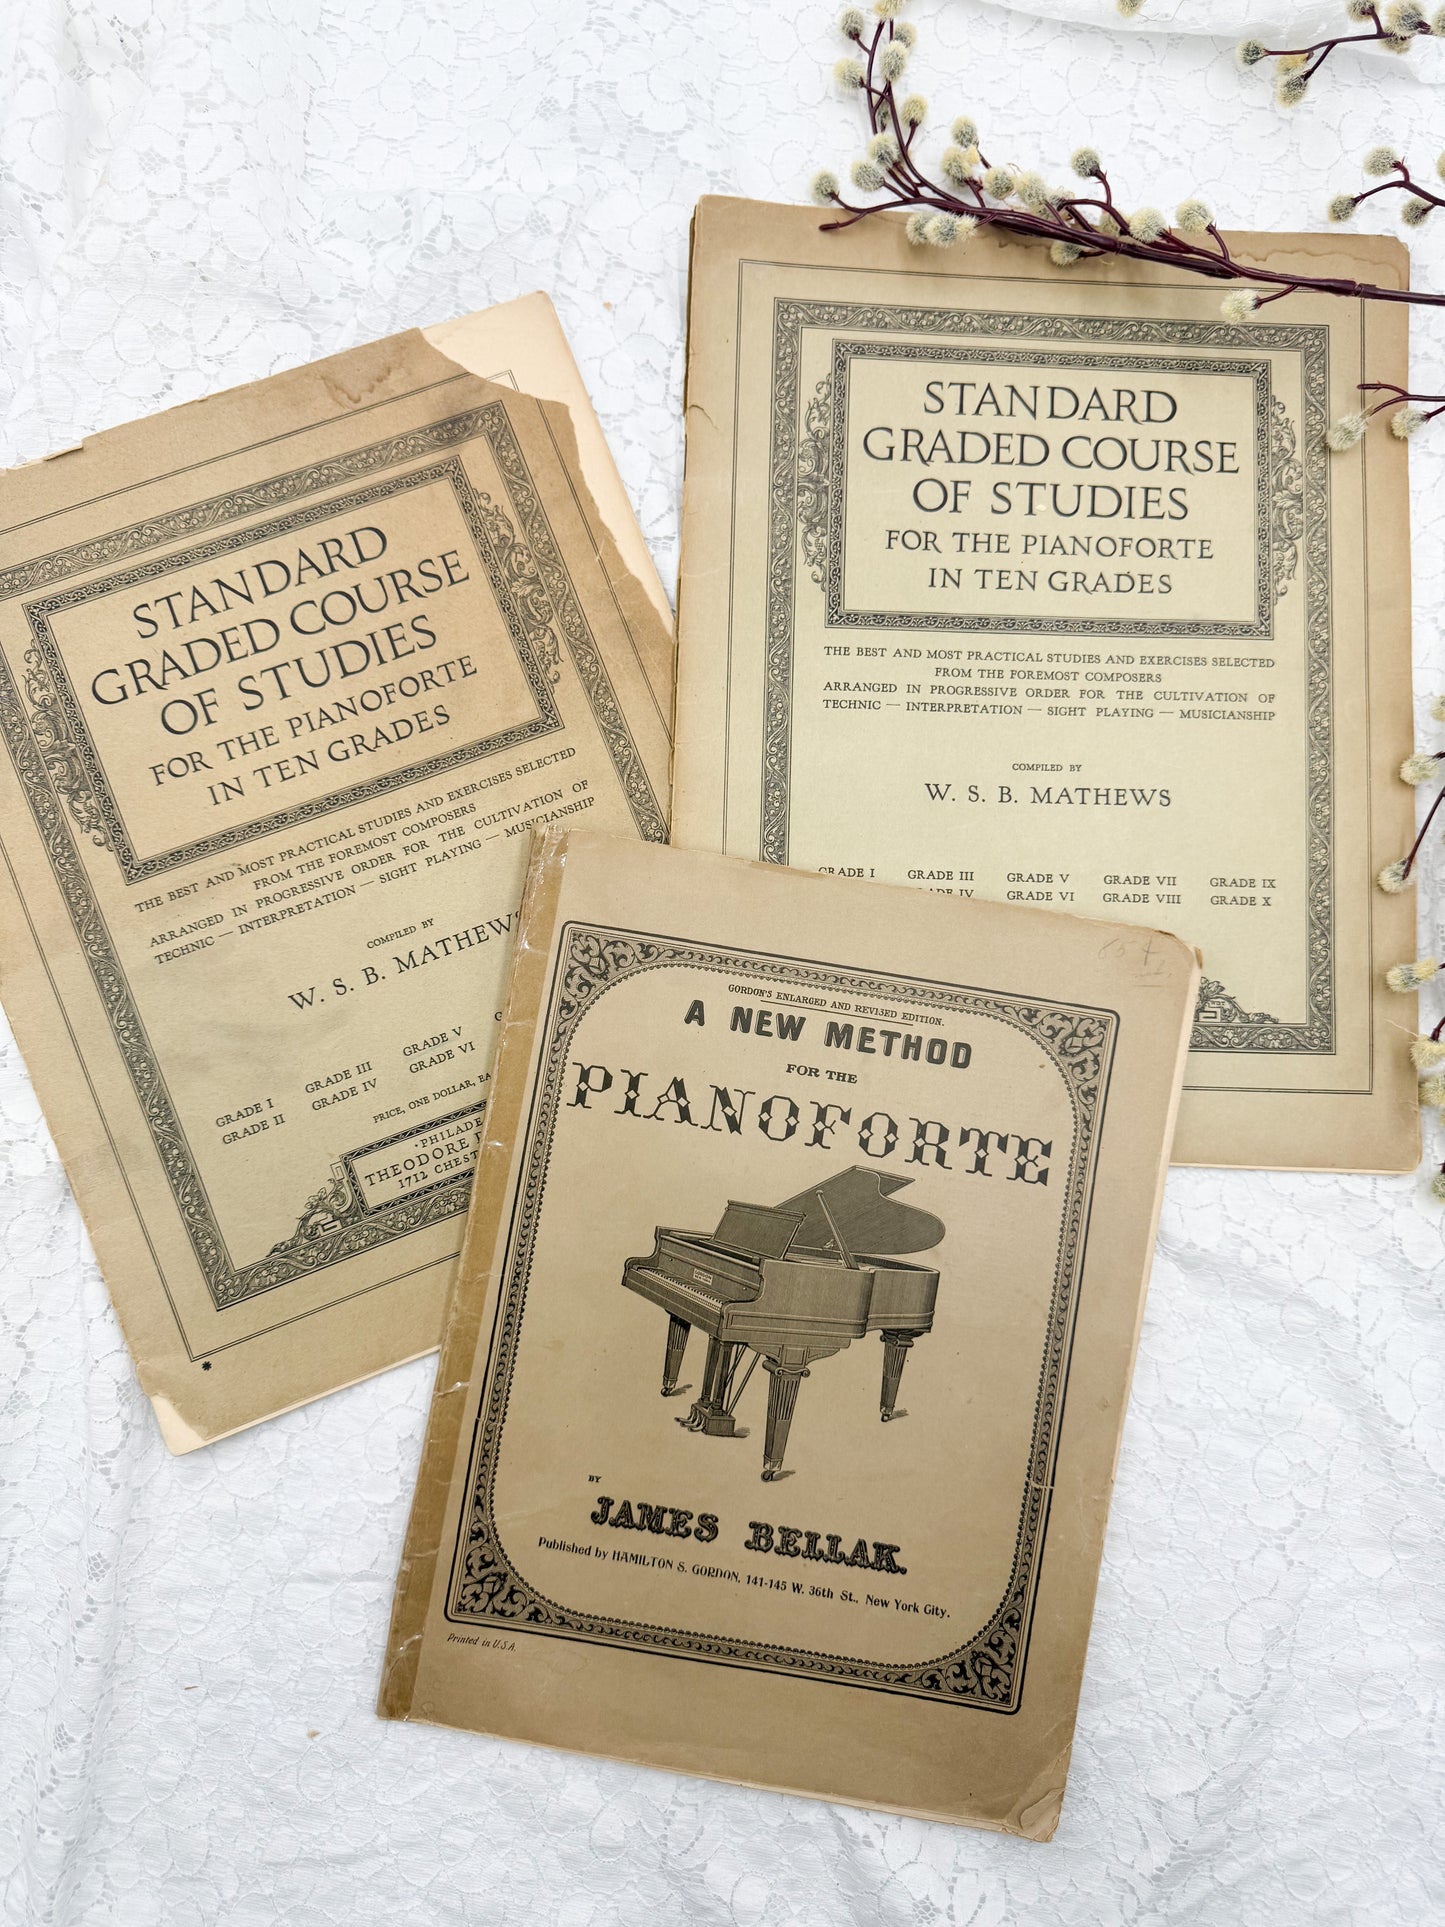 STANDARD
GRADED COURSE
OF STUDIES
FOR THE PIANOFORTE
IN TEN GRADES
THE BEST AND MOST PRACTICAL STUDIES AND EXERCISES SELECTED
FROM THE FOREMOST COMPOSERS
ARRANGED IN PROGRESSIVE ORDER FOR THE CULTIVATION OF
TECHNIC — INTERPRETATION — SIGHT PLAYING — MUSICIANSHIP
COMPILED BY
W. S. B. MATHEWS
GRADE I GRADE III GRADE V
GRADE II GRADE IV GRADE VI
PRICE, ONE DOLLAR,
THEODORE
1712
STANDARD
GRADED COURSE
OF STUDIES
FOR THE PIANOFORTE
IN TEN GRADES
THE BEST AND MOST PRACTICAL STUDIES AND EXERCISES SELECTED
FROM THE FOREMOST COMPOSERS
ARRANGED IN PROGRESSIVE ORDER FOR THE CULTIVATION OF
TECHNIC — INTERPRETATION — SIGHT PLAYING — MUSICIANSHIP
COMPILED BY
W. S. B. MATHEWS
GRADE I GRADE III GRADE V GRADE VII GRADE IX
GRADE IV GRADE VI GRADE VIII GRADE X
GORDON'S ENLARGED AND REVISED EDITION.
A NEW METHOD
FOR THE
PIANOFORTE
BY
JAMES BELLAK.
Published by HAMILTON S. GORDON, 141-145 W. 36th St., New York City.
Printed in U.S.A.